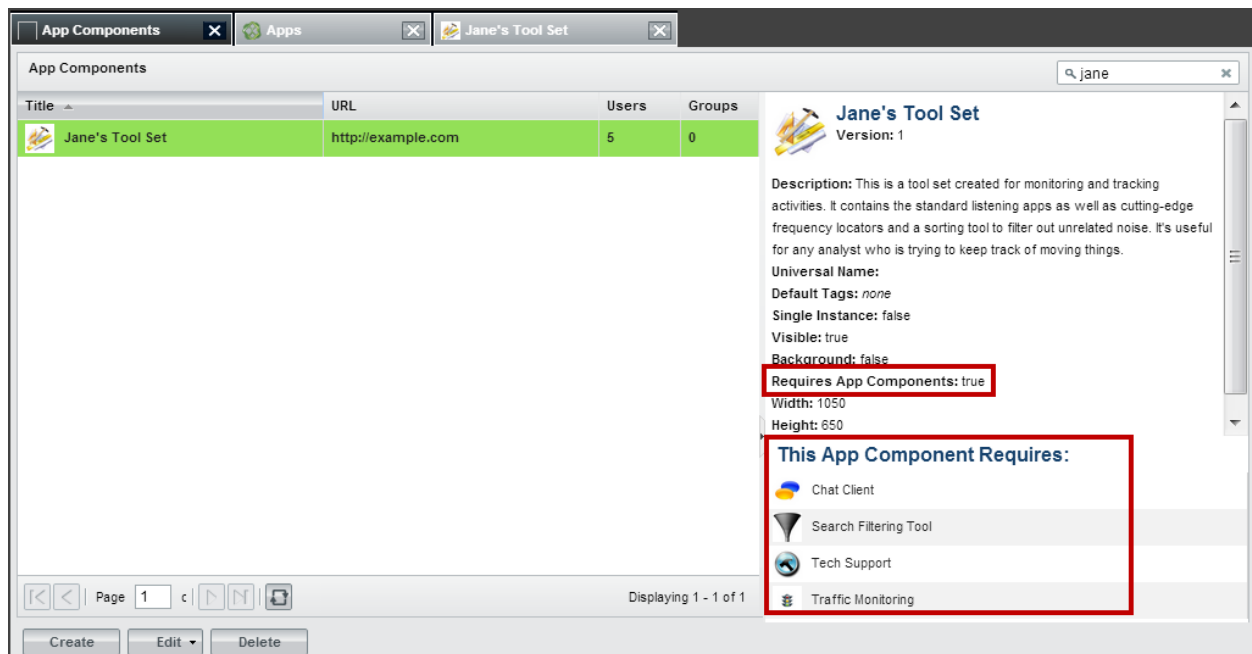 App Components Apps Jane's Tool Set
App Components
jane
Title URL Users Groups
Jane's Tool Set http://example.com 5 0
Jane's Tool Set
Version: 1
Description: This is a tool set created for monitoring and tracking
activities. It contains the standard listening apps as well as cutting-edge
frequency locators and a sorting tool to filter out unrelated noise. It's useful
for any analyst who is trying to keep track of moving things.
Universal Name:
Default Tags: none
Single Instance: false
Visible: true
Background: false
Requires App Components: true
Width: 1050
Height: 650
This App Component Requires:
Chat Client
Search Filtering Tool
Tech Support
Traffic Monitoring
Page 1 Displaying 1 - 1 of 1
Create Edit Delete